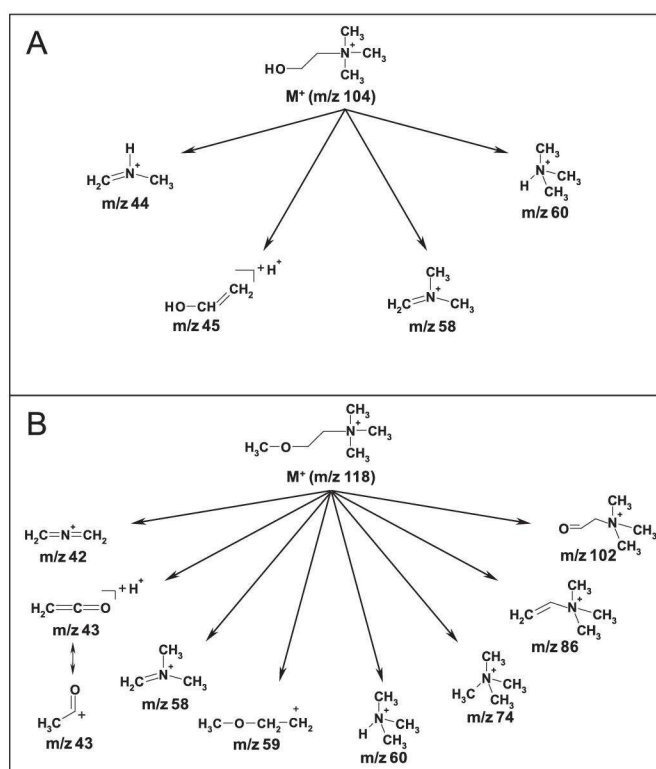 A
CH₃
+
N CH₃
HO CH₃
M⁺ (m/z 104)
H
+
H₂C=N CH₃
m/z 44
CH₃
+
H N CH₃
CH₃
m/z 60
+ H⁺
CH₂
HO CH
m/z 45
CH₃
+
H₂C=N CH₃
m/z 58
B
CH₃
+
N CH₃
H₃C O CH₃
M⁺ (m/z 118)
+
H₂C=N=CH₂
m/z 42
CH₃
+
O N CH₃
CH₃
m/z 102
+ H⁺
H₂C=C=O
m/z 43
CH₃
+
H₂C N CH₃
CH₃
m/z 86
O
H₃C +
m/z 43
CH₃
+
H₂C=N CH₃
m/z 58
+
H₃C–O–CH₂–CH₂
m/z 59
CH₃
+
H N CH₃
CH₃
m/z 60
CH₃
+
H₃C N CH₃
CH₃
m/z 74